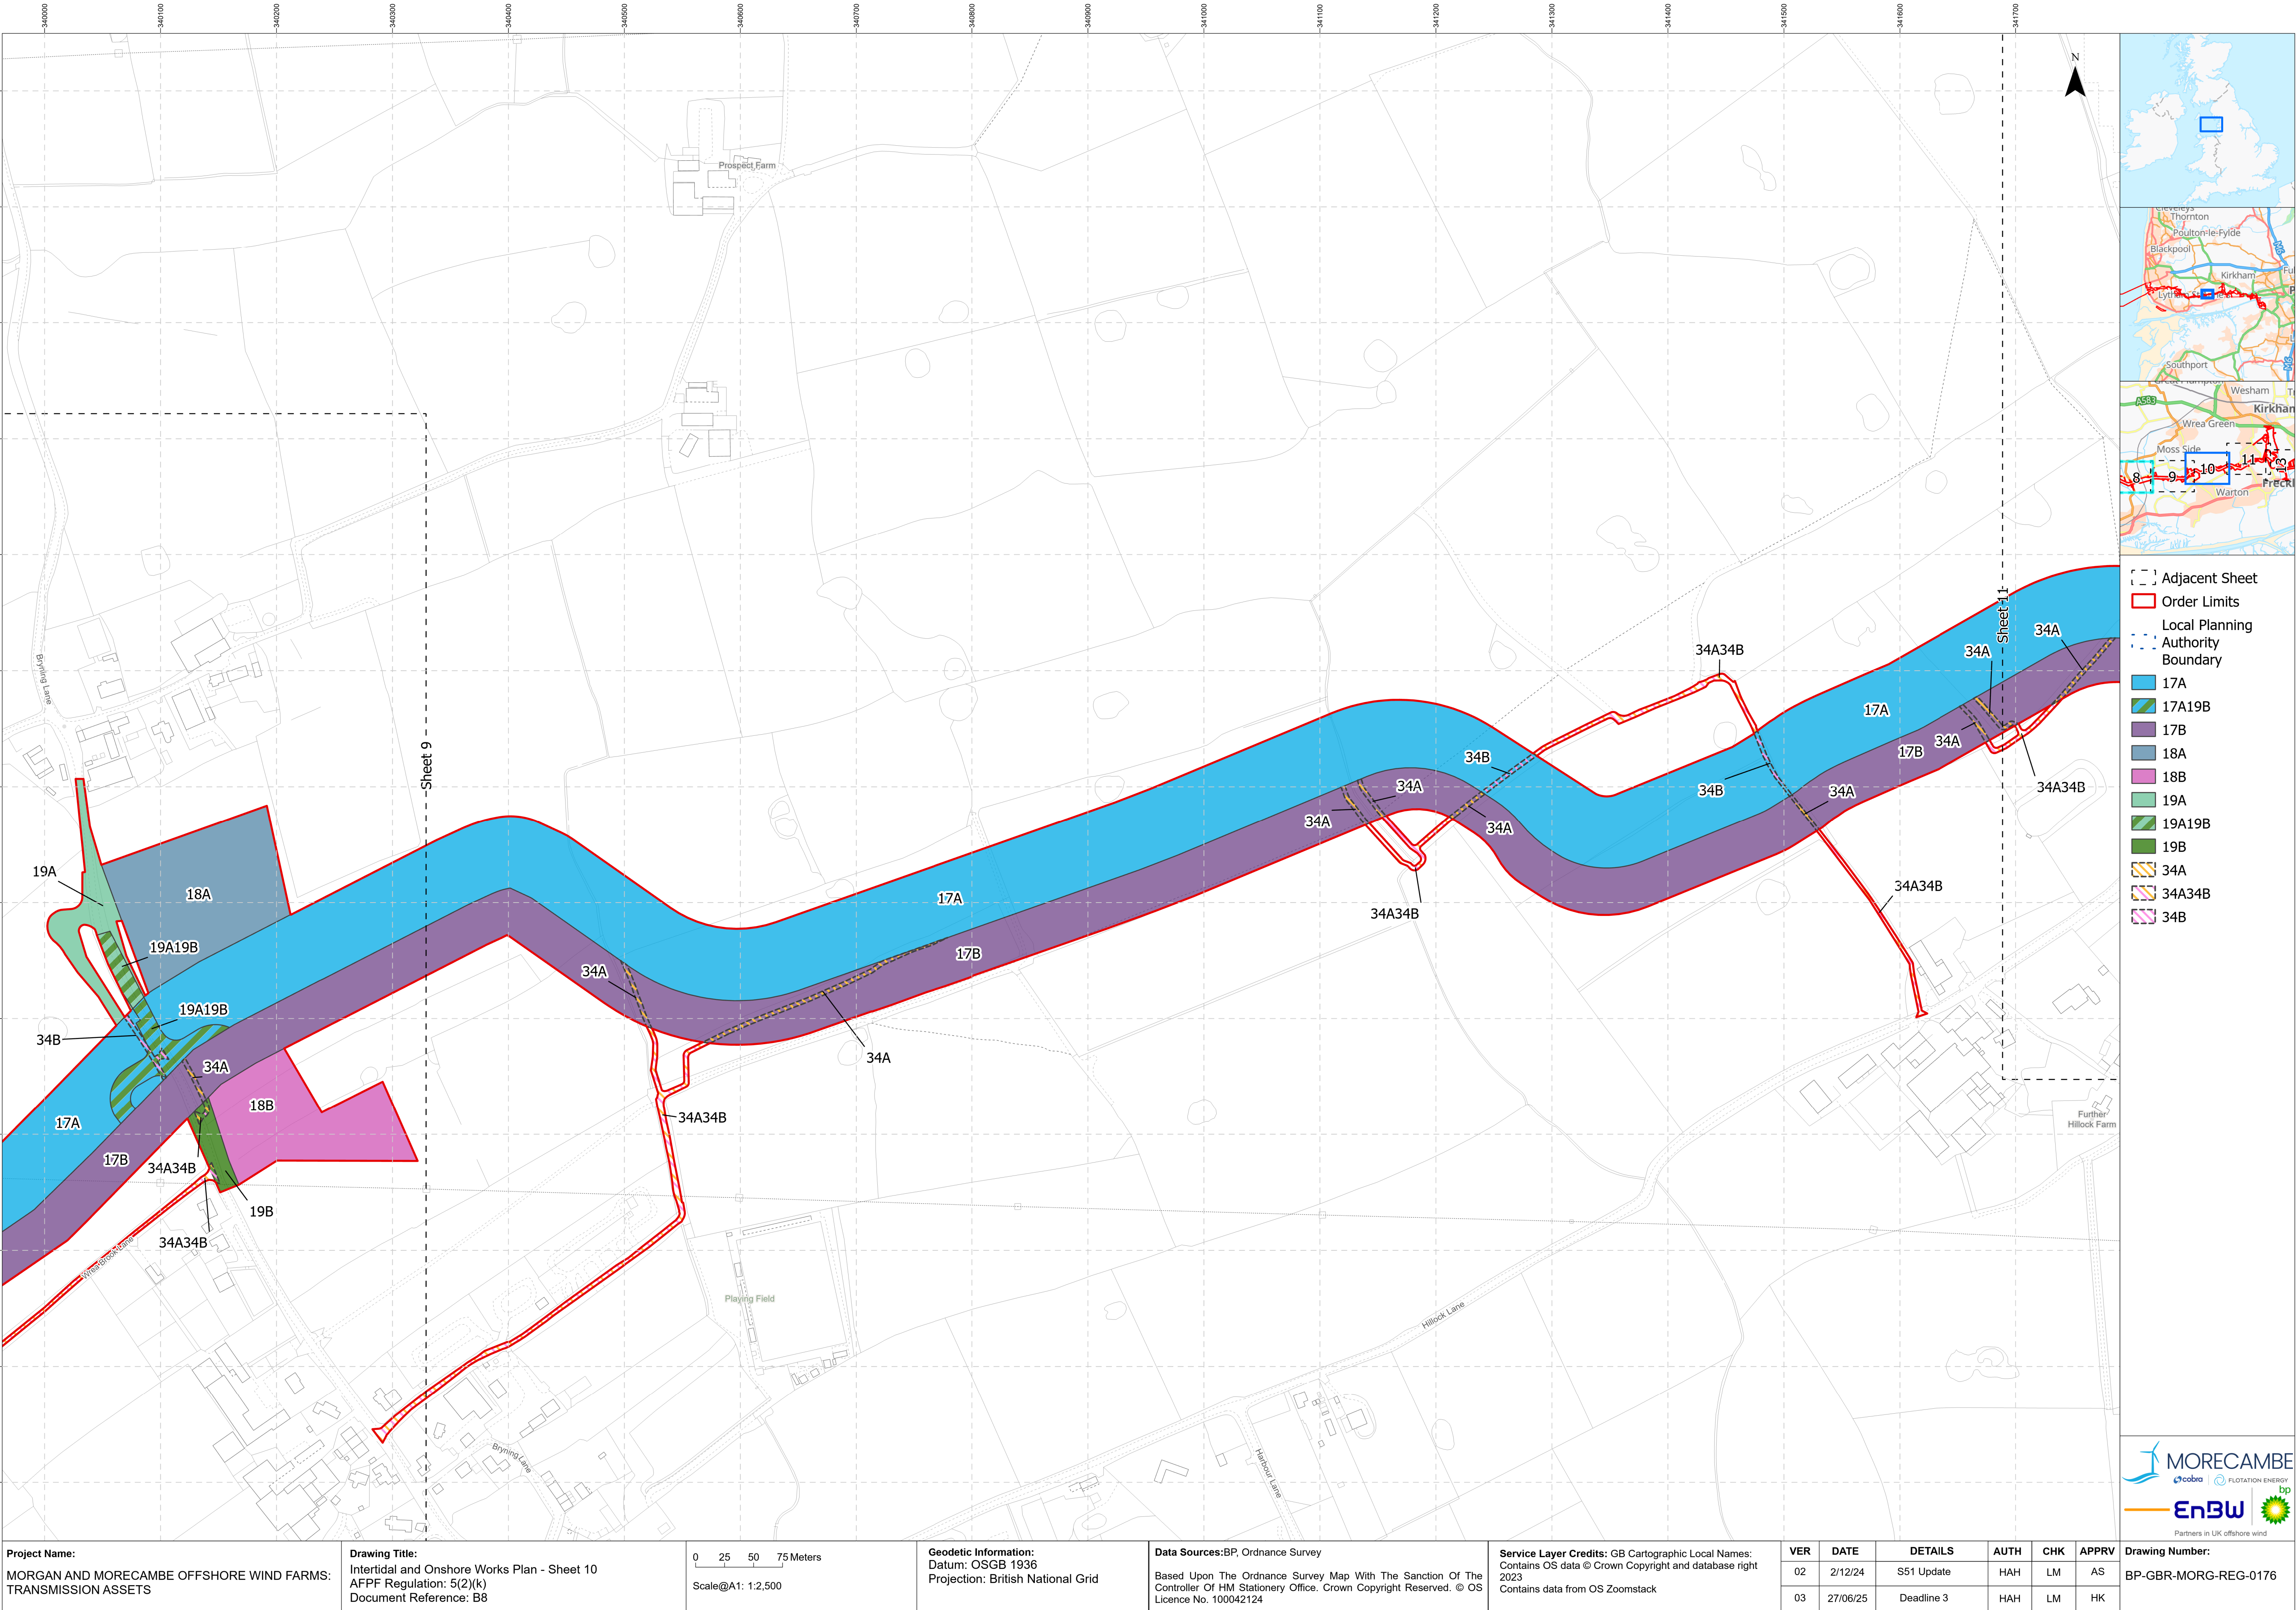 340000
340100
340200
340300
340400
340500
340600
340700
340800
340900
341000
341100
341200
341300
341400
341500
341600
341700
N
Prospect Farm
Bryning Lane
Sheet 9
Sheet 11
34A34B
34A
34A
17A
34A
17B
34A34B
34B
34A
34A
34B
34A
34A
34A34B
34A34B
19A
18A
17A
19A19B
17B
34A
19A19B
34B
34A
34A
18B
34A34B
17A
17B
34A34B
19B
34A34B
Wrea Brook Lane
Playing Field
Further
Hillock Farm
Hillock Lane
Bryning Lane
Harbour Lane
Cleveleys
Thornton
Poulton-le-Fylde
Blackpool
Kirkham
Southport
Wesham
A583
Kirkham
Wrea Green
Moss Side
8
9
10
11
13
Warton
Adjacent Sheet
Order Limits
Local Planning
Authority
Boundary
17A
17A19B
17B
18A
18B
19A
19A19B
19B
34A
34A34B
34B
MORECAMBE
cobra
FLOTATION ENERGY
bp
EnBW
Partners in UK offshore wind
Project Name:
MORGAN AND MORECAMBE OFFSHORE WIND FARMS:
TRANSMISSION ASSETS
Drawing Title:
Intertidal and Onshore Works Plan - Sheet 10
AFPF Regulation: 5(2)(k)
Document Reference: B8
0 25 50 75 Meters
Scale@A1: 1:2,500
Geodetic Information:
Datum: OSGB 1936
Projection: British National Grid
Data Sources:BP, Ordnance Survey
Based Upon The Ordnance Survey Map With The Sanction Of The
Controller Of HM Stationery Office. Crown Copyright Reserved. © OS
Licence No. 100042124
Service Layer Credits: GB Cartographic Local Names:
Contains OS data © Crown Copyright and database right
2023
Contains data from OS Zoomstack
VER DATE DETAILS AUTH CHK APPRV
02 2/12/24 S51 Update HAH LM AS
03 27/06/25 Deadline 3 HAH LM HK
Drawing Number:
BP-GBR-MORG-REG-0176